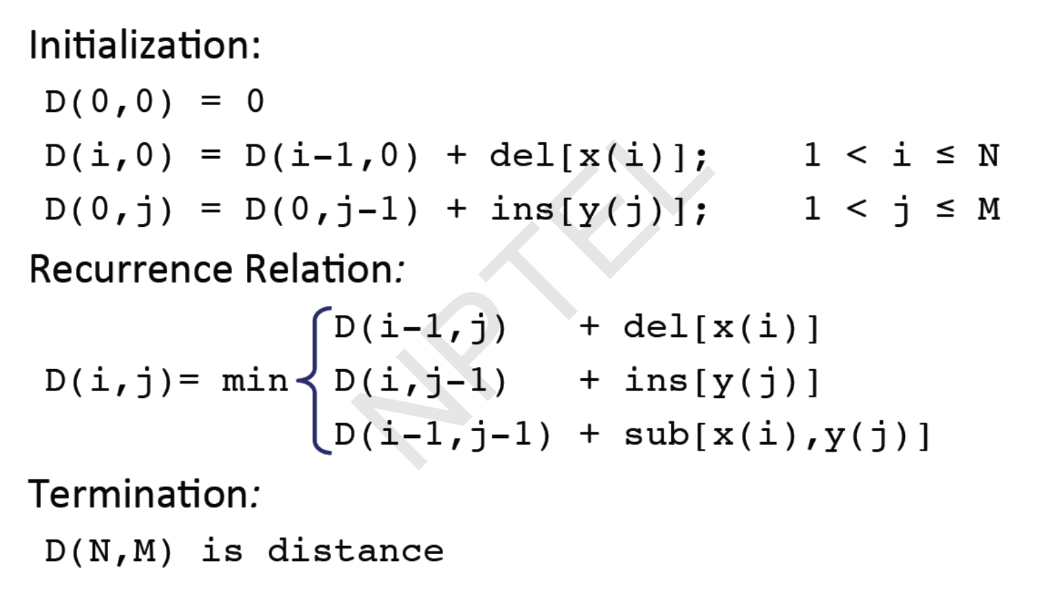 Initialization:
D(0,0) = 0
D(i,0) = D(i-1,0) + del[x(i)]; 1 < i ≤ N
D(0,j) = D(0,j-1) + ins[y(j)]; 1 < j ≤ M
Recurrence Relation:
D(i-1,j) + del[x(i)]
D(i,j)= min D(i,j-1) + ins[y(j)]
D(i-1,j-1) + sub[x(i),y(j)]
Termination:
D(N,M) is distance
NPTEL